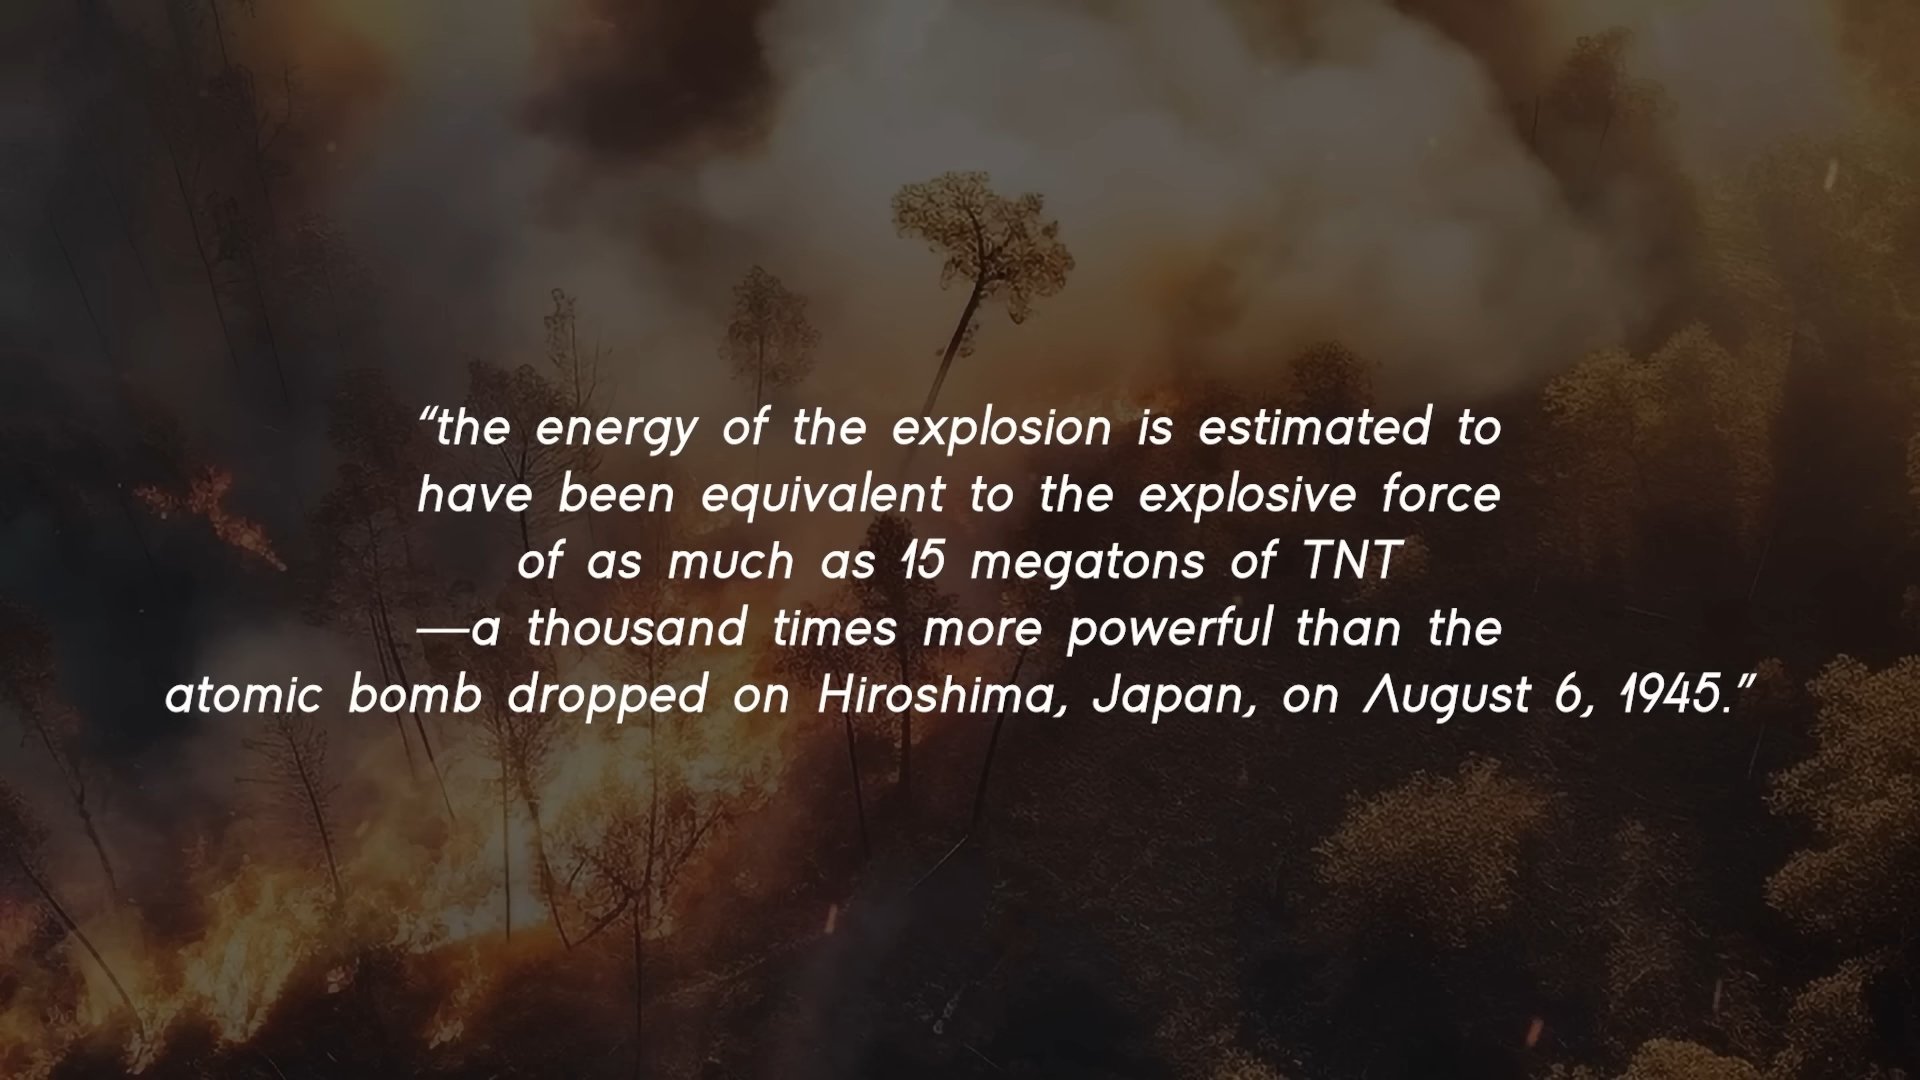 “the energy of the explosion is estimated to
have been equivalent to the explosive force
of as much as 15 megatons of TNT
—a thousand times more powerful than the
atomic bomb dropped on Hiroshima, Japan, on August 6, 1945.”